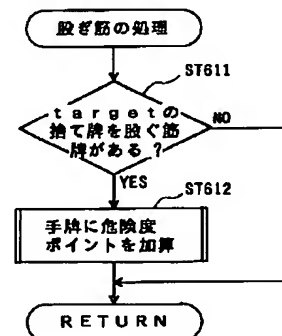 股ぎ筋の処理
ST611
targetの
捨て牌を股ぐ筋
牌がある?
NO
YES
ST612
手牌に危険度
ポイントを加算
RETURN